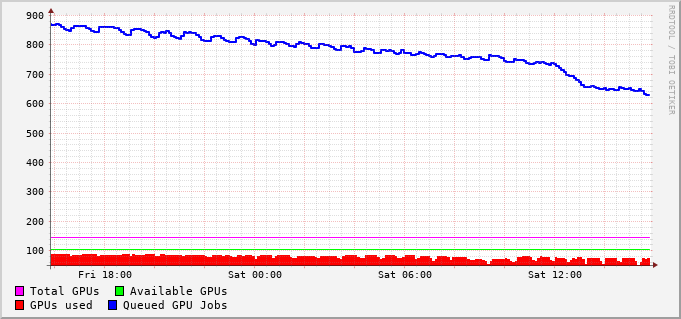 900
800
700
600
500
400
300
200
100
Fri 18:00 Sat 00:00 Sat 06:00 Sat 12:00
Total GPUs Available GPUs
GPUs used Queued GPU Jobs
RRDTOOL / TOBI OETIKER